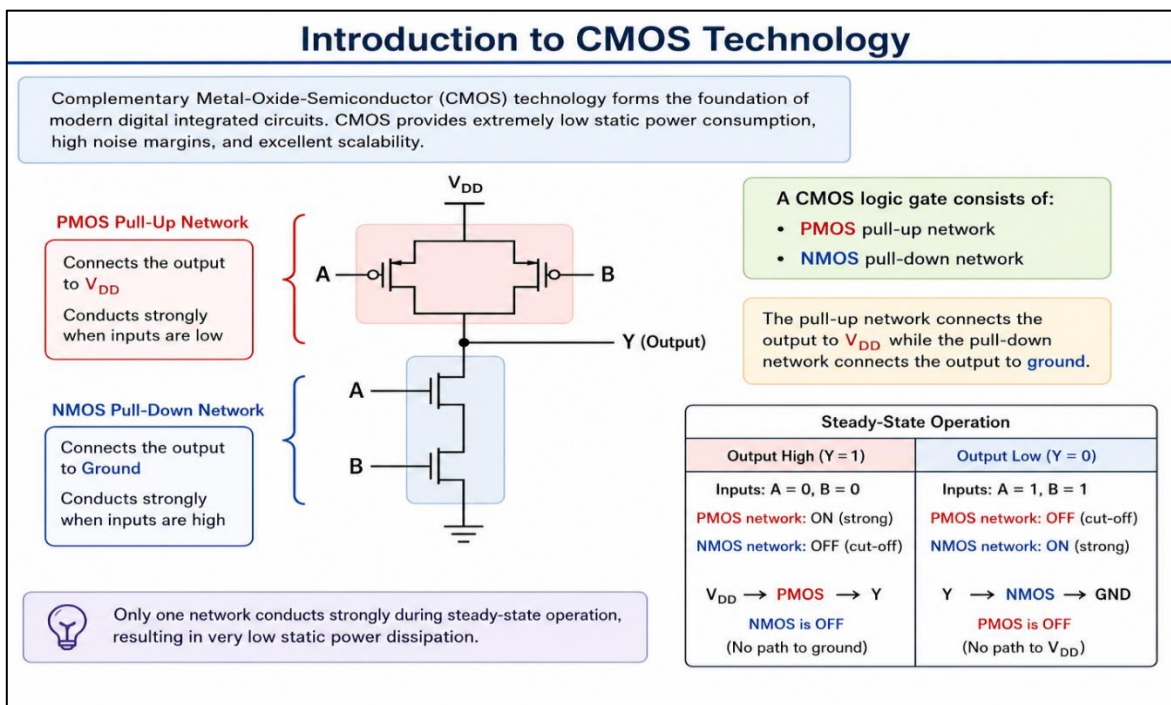 Introduction to CMOS Technology
Complementary Metal-Oxide-Semiconductor (CMOS) technology forms the foundation of
modern digital integrated circuits. CMOS provides extremely low static power consumption,
high noise margins, and excellent scalability.
PMOS Pull-Up Network
Connects the output
to VDD
Conducts strongly
when inputs are low
NMOS Pull-Down Network
Connects the output
to Ground
Conducts strongly
when inputs are high
VDD
A
B
Y (Output)
A
B
A CMOS logic gate consists of:
• PMOS pull-up network
• NMOS pull-down network
The pull-up network connects the
output to VDD while the pull-down
network connects the output to ground.
Steady-State Operation
Output High (Y = 1)
Inputs: A = 0, B = 0
PMOS network: ON (strong)
NMOS network: OFF (cut-off)
VDD → PMOS → Y
NMOS is OFF
(No path to ground)
Output Low (Y = 0)
Inputs: A = 1, B = 1
PMOS network: OFF (cut-off)
NMOS network: ON (strong)
Y → NMOS → GND
PMOS is OFF
(No path to VDD)
Only one network conducts strongly during steady-state operation,
resulting in very low static power dissipation.